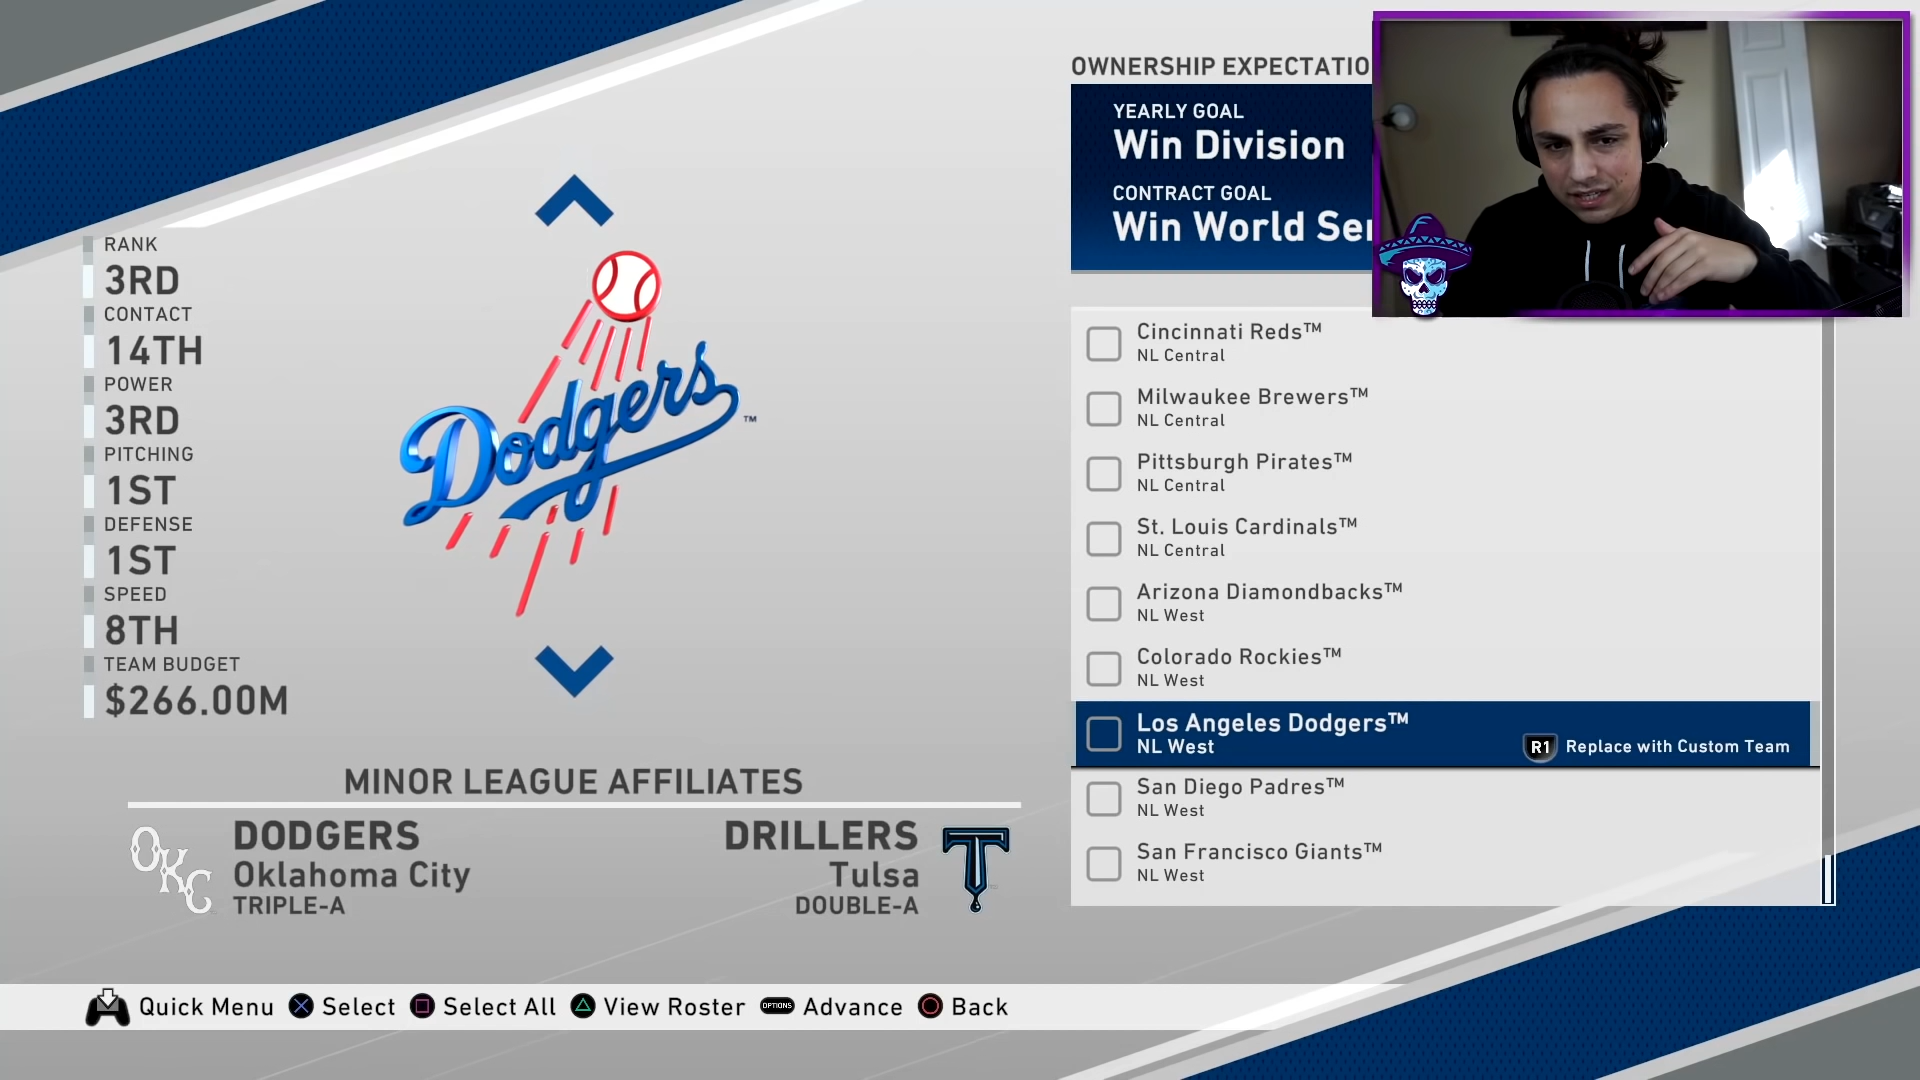 OWNERSHIP EXPECTATIO
YEARLY GOAL
Win Division
CONTRACT GOAL
Win World Ser
RANK
3RD
CONTACT
14TH
POWER
3RD
PITCHING
1ST
DEFENSE
1ST
SPEED
8TH
TEAM BUDGET
$266.00M
Dodgers™
MINOR LEAGUE AFFILIATES
OKC
DODGERS
Oklahoma City
TRIPLE-A
DRILLERS
Tulsa
DOUBLE-A
T
Cincinnati Reds™
NL Central
Milwaukee Brewers™
NL Central
Pittsburgh Pirates™
NL Central
St. Louis Cardinals™
NL Central
Arizona Diamondbacks™
NL West
Colorado Rockies™
NL West
Los Angeles Dodgers™
NL West
R1 Replace with Custom Team
San Diego Padres™
NL West
San Francisco Giants™
NL West
Quick Menu Select Select All View Roster OPTIONS Advance Back